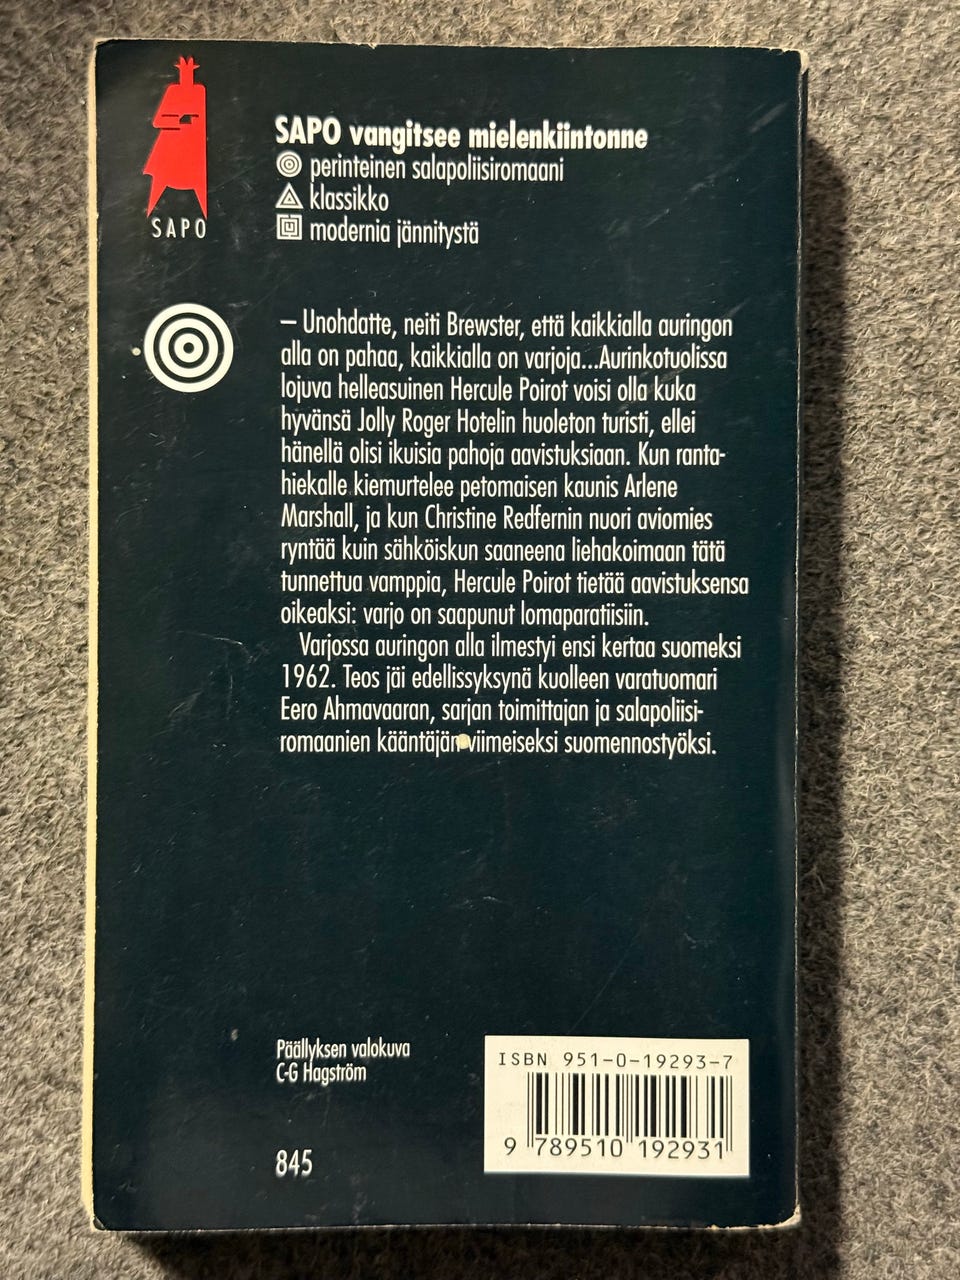 SAPO
SAPO vangitsee mielenkiintonne
perinteinen salapoliisiromaani
klassikko
modernia jännitystä
– Unohdatte, neiti Brewster, että kaikkialla auringon
alla on pahaa, kaikkialla on varjoja...Aurinkotuolissa
lojuva helleasuinen Hercule Poirot voisi olla kuka
hyvänsä Jolly Roger Hotelin huoleton turisti, ellei
hänellä olisi ikuisia pahoja aavistuksiaan. Kun ranta-
hiekalle kiemurtelee petomaisen kaunis Arlene
Marshall, ja kun Christine Redfernin nuori aviomies
ryntää kuin sähköiskun saaneena liehakoimaan tätä
tunnettua vamppia, Hercule Poirot tietää aavistuksensa
oikeaksi: varjo on saapunut lomaparatiisiin.
Varjossa auringon alla ilmestyi ensi kertaa suomeksi
1962. Teos jäi edellissyksynä kuolleen varatuomari
Eero Ahmavaaran, sarjan toimittajan ja salapoliisi-
romaanien kääntäjän viimeiseksi suomennostyöksi.
Päällyksen valokuva
C-G Hagström
845
ISBN 951-0-19293-7
9 789510 192931